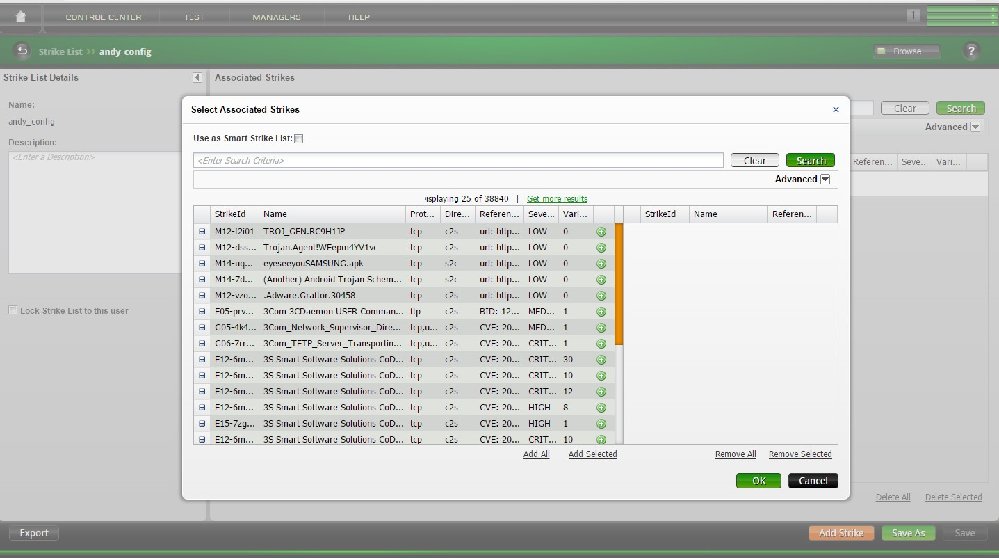 CONTROL CENTER TEST MANAGERS HELP 1
Strike List >> andy_config Browse ?
Strike List Details Associated Strikes
Name:
andy_config
Description:
<Enter a Description>
Lock Strike List to this user
Clear Search
Advanced
Referen... Seve... Vari...
Select Associated Strikes ×
Use as Smart Strike List:
<Enter Search Criteria> Clear Search
Advanced
isplaying 25 of 38840 | Get more results
StrikeId Name Prot... Dire... Referen... Seve... Vari... StrikeId Name Referen...
M12-f2i01 TROJ_GEN.RC9H1JP tcp c2s url: http... LOW 0
M12-dss... Trojan.Agent!WFepm4YV1vc tcp c2s url: http... LOW 0
M14-uq... eyeseeyouSAMSUNG.apk tcp s2c url: http... LOW 0
M14-7d... (Another) Android Trojan Schem... tcp s2c url: http... LOW 0
M12-vzo... .Adware.Graftor.30458 tcp c2s url: http... LOW 0
E05-prv... 3Com 3CDaemon USER Comman... ftp c2s BID: 12... MED... 1
G05-4k4... 3Com_Network_Supervisor_Dire... tcp,u... c2s CVE: 20... MED... 1
G06-7rr... 3Com_TFTP_Server_Transportin... tcp,u... c2s CVE: 20... CRIT... 1
E12-6m... 3S Smart Software Solutions CoD... tcp c2s CVE: 20... CRIT... 30
E12-6m... 3S Smart Software Solutions CoD... tcp c2s CVE: 20... CRIT... 10
E12-6m... 3S Smart Software Solutions CoD... tcp c2s CVE: 20... CRIT... 12
E12-6m... 3S Smart Software Solutions CoD... tcp c2s CVE: 20... HIGH 8
E15-7zg... 3S Smart Software Solutions CoD... tcp c2s CVE: 20... HIGH 1
E12-6m... 3S Smart Software Solutions CoD... tcp c2s CVE: 20... CRIT... 10
Add All Add Selected Remove All Remove Selected
OK Cancel
Delete All Delete Selected
Export Add Strike Save As Save